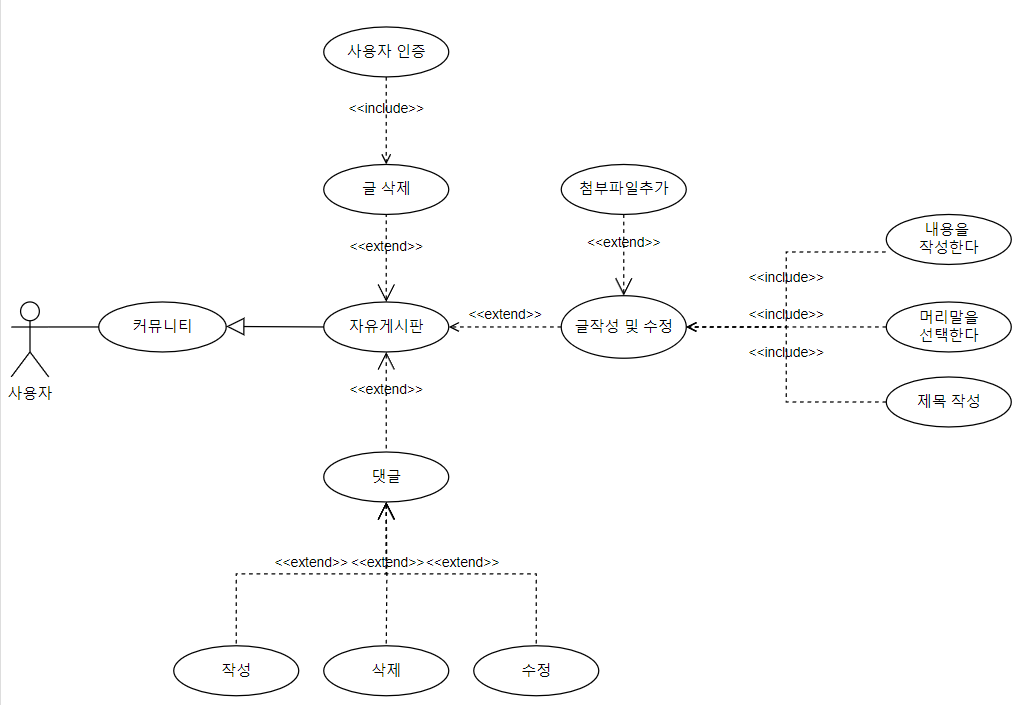 사용자 인증
<<include>>
글 삭제
첨부파일추가
<<extend>>
<<extend>>
내용을
작성한다
<<include>>
커뮤니티
자유게시판
<<extend>>
글작성 및 수정
<<include>>
머리말을
선택한다
<<include>>
사용자
<<extend>>
제목 작성
댓글
<<extend>>
<<extend>>
<<extend>>
작성
삭제
수정